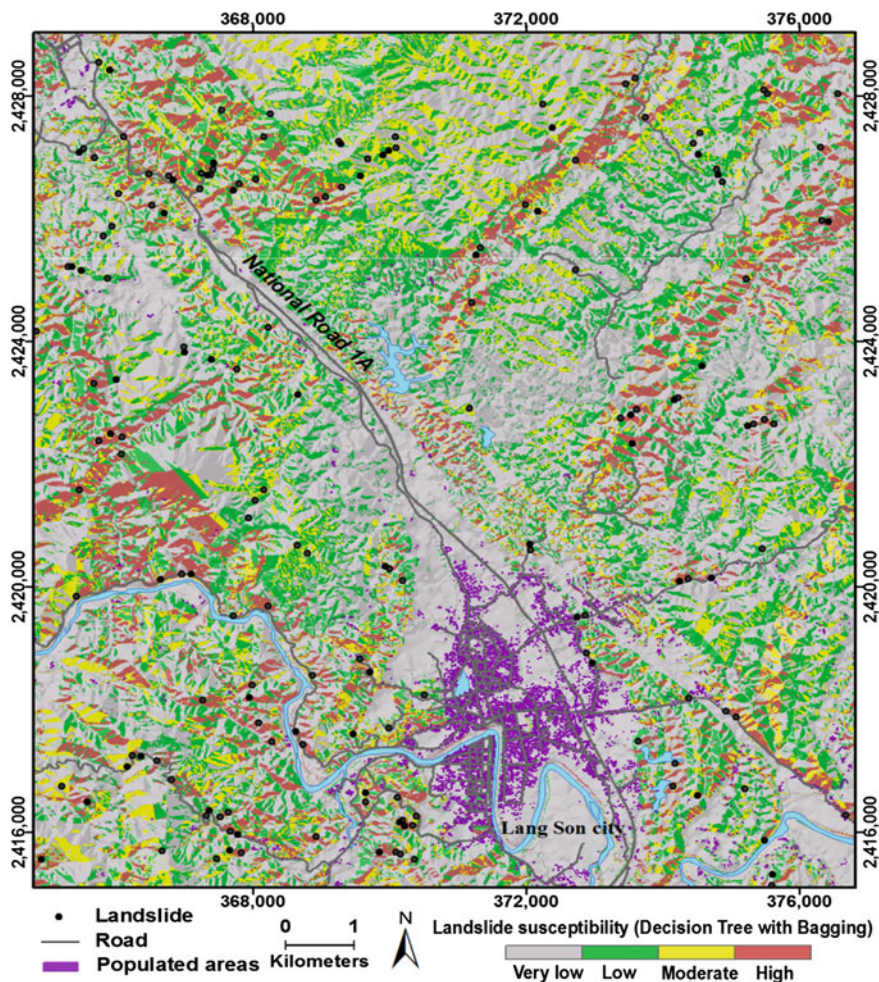 368,000 372,000 376,000
2,428,000 2,428,000
National Road 1A
2,424,000 2,424,000
2,420,000 2,420,000
2,416,000 2,416,000
Lang Son city
368,000 372,000 376,000
Landslide
Road
Populated areas
0 1
Kilometers
N
Landslide susceptibility (Decision Tree with Bagging)
Very low Low Moderate High